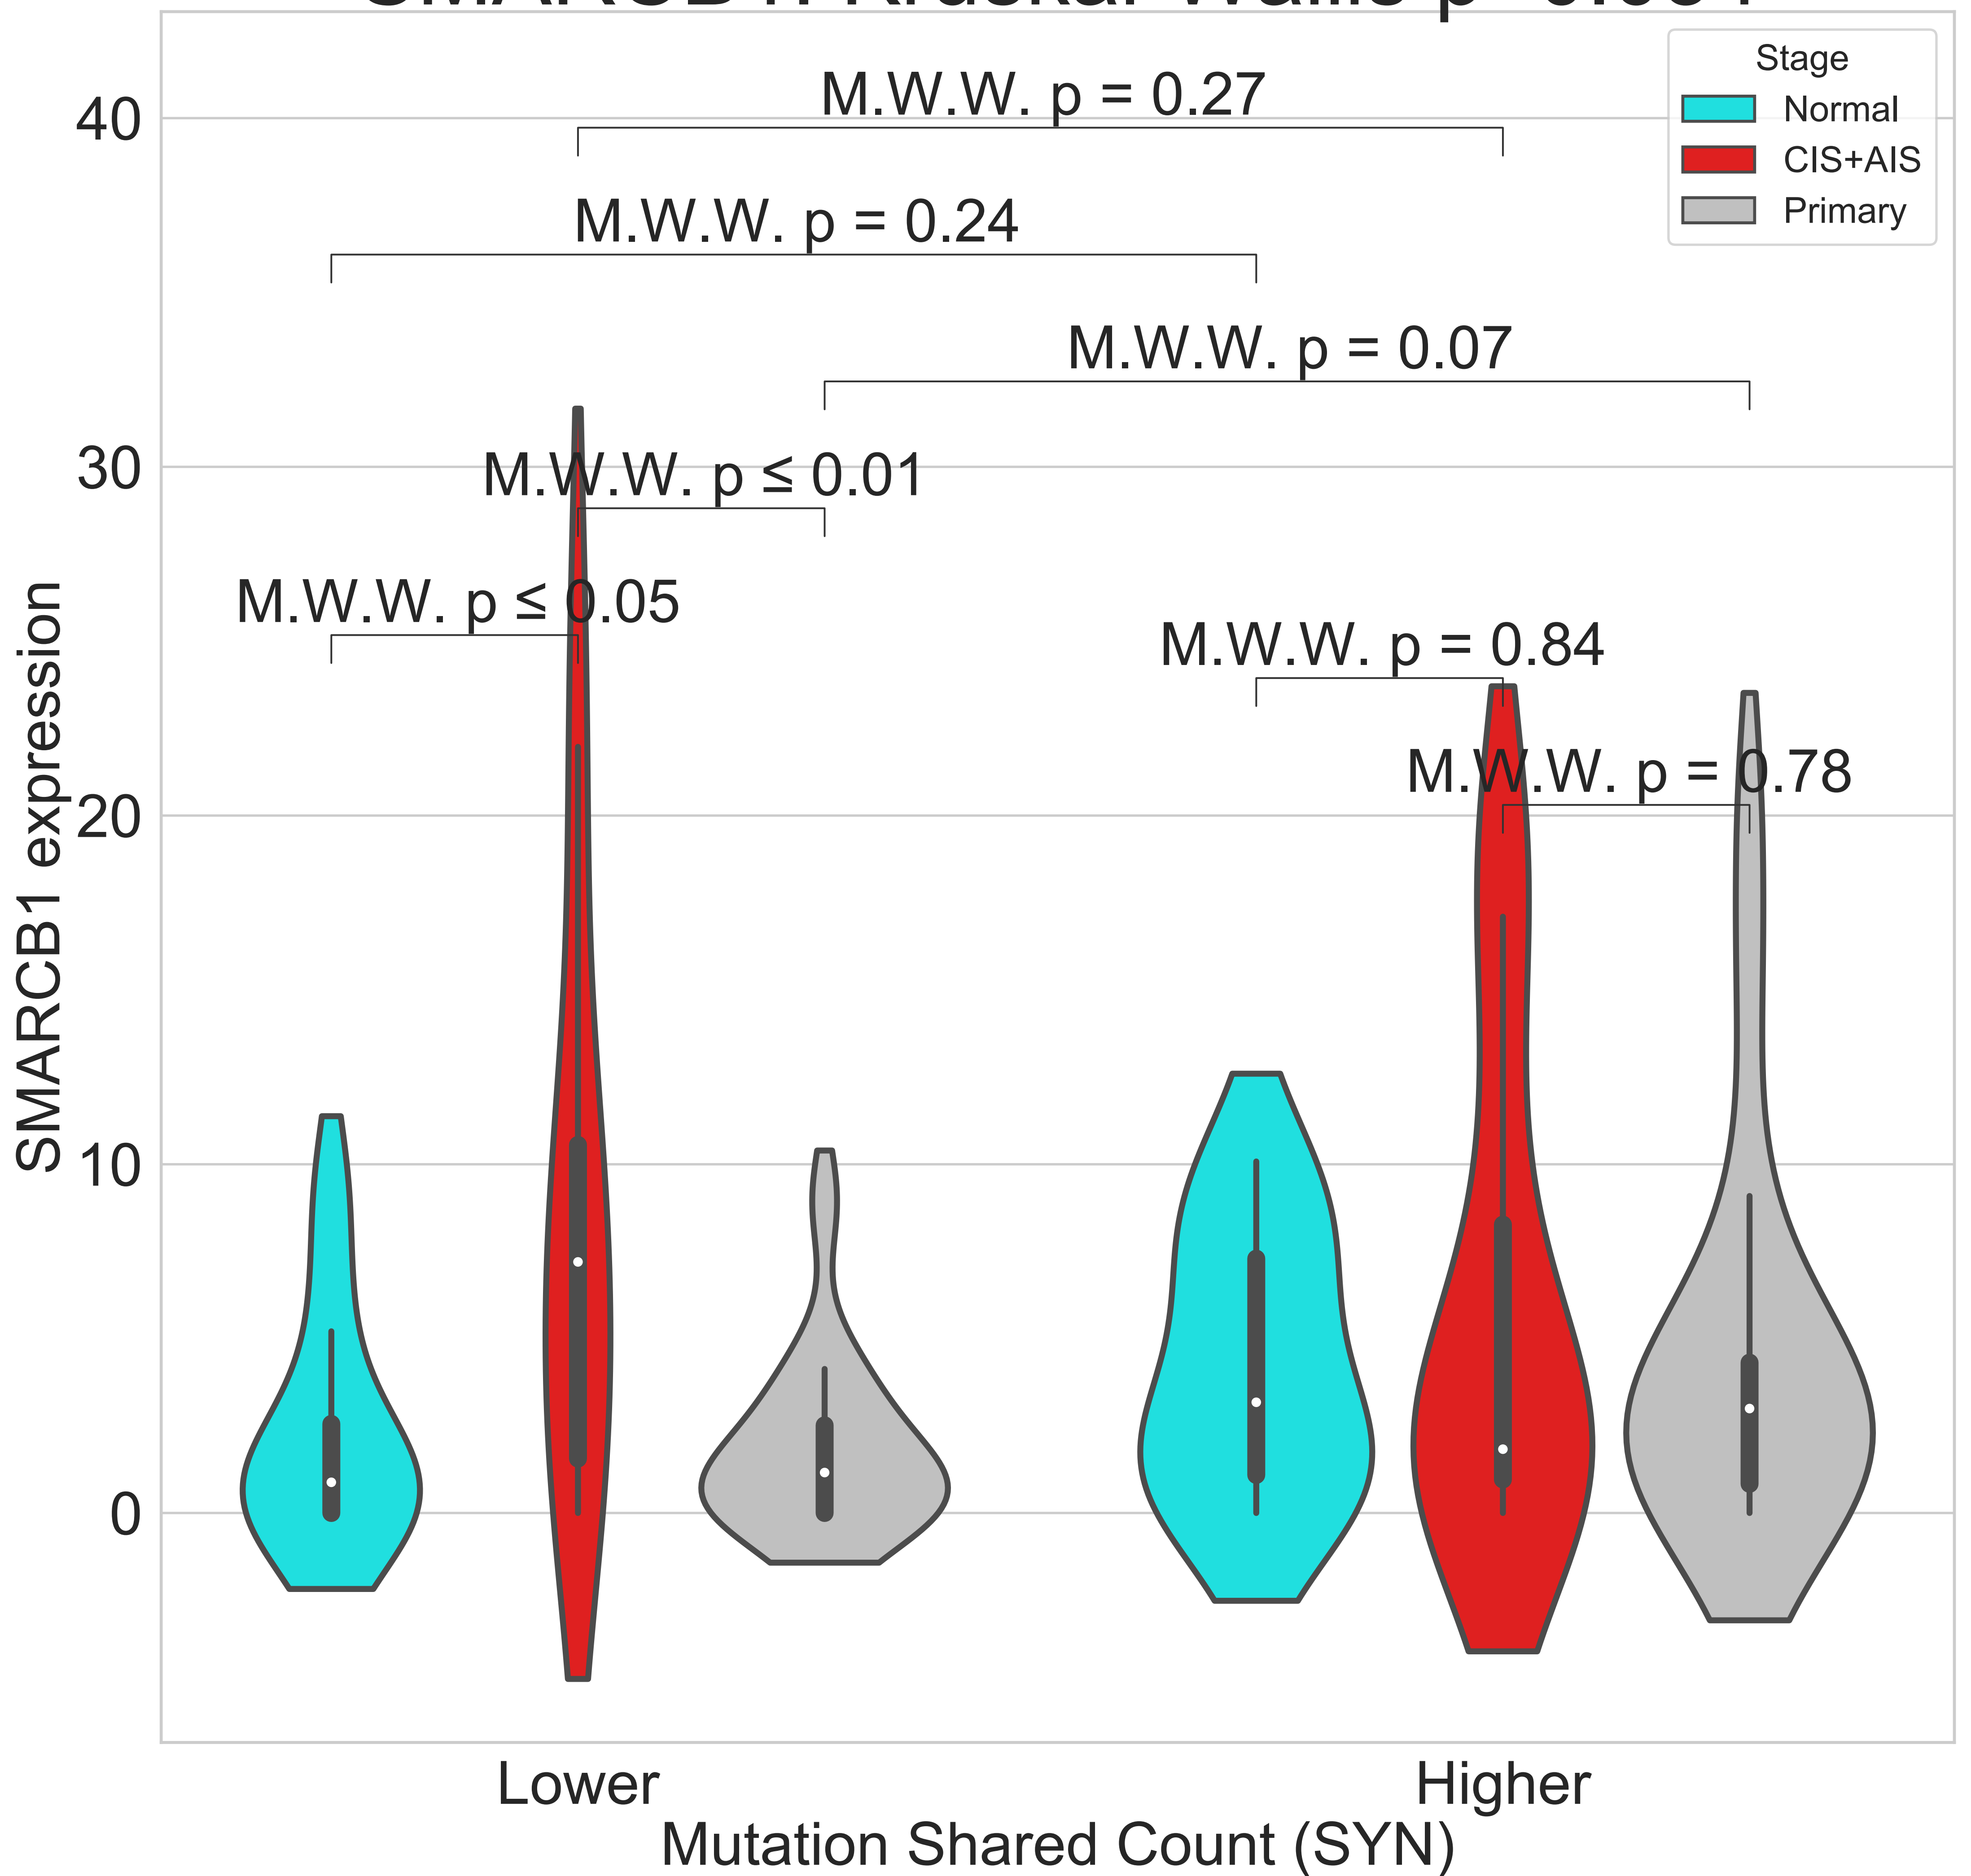 Stage
Normal
CIS+AIS
Primary
M.W.W. p = 0.27
M.W.W. p = 0.24
M.W.W. p = 0.07
M.W.W. p ≤ 0.01
M.W.W. p ≤ 0.05
M.W.W. p = 0.84
M.W.W. p = 0.78
40
30
20
10
0
SMARCB1 expression
Lower
Higher
Mutation Shared Count (SYN)